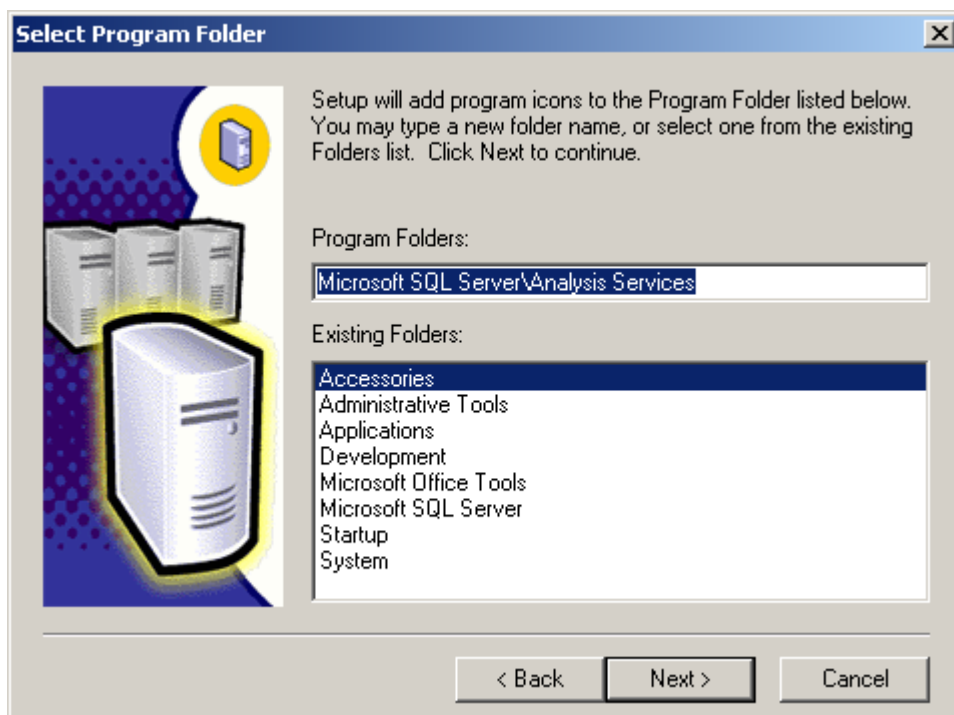 Select Program Folder
Setup will add program icons to the Program Folder listed below.
You may type a new folder name, or select one from the existing
Folders list.  Click Next to continue.
Program Folders:
Microsoft SQL Server\Analysis Services
Existing Folders:
Accessories
Administrative Tools
Applications
Development
Microsoft Office Tools
Microsoft SQL Server
Startup
System
< Back
Next >
Cancel